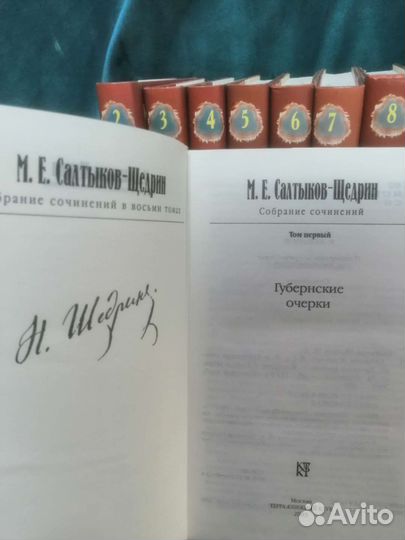 2 3 4 5 6 7 8
М. Е. Салтыков-Щедрин
брание сочинений в восьми томах
Н. Щедрин.
М. Е. Салтыков-Щедрин
Собрание сочинений
Том первый
Губернские
очерки
Москва
Avito